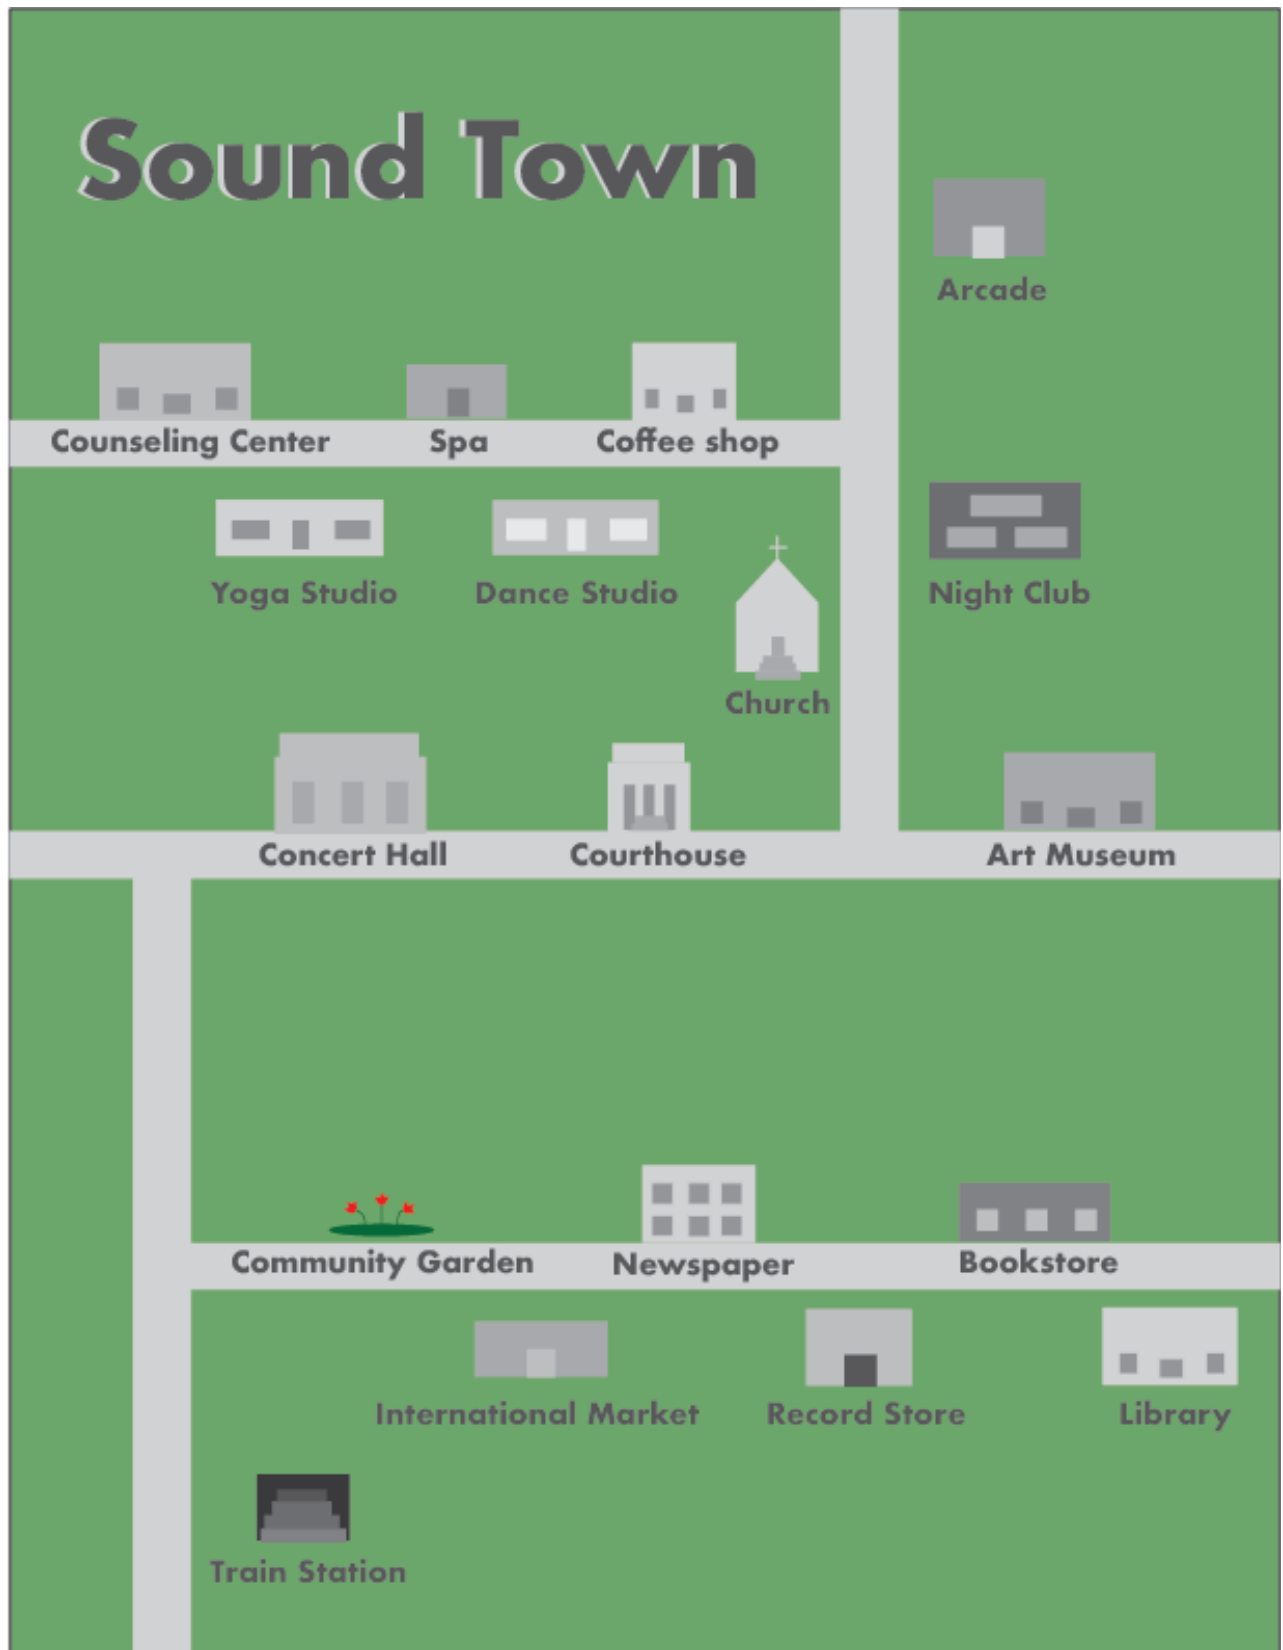 Sound Town
Arcade
Counseling Center
Spa
Coffee shop
Yoga Studio
Dance Studio
Night Club
Church
Concert Hall
Courthouse
Art Museum
Community Garden
Newspaper
Bookstore
International Market
Record Store
Library
Train Station